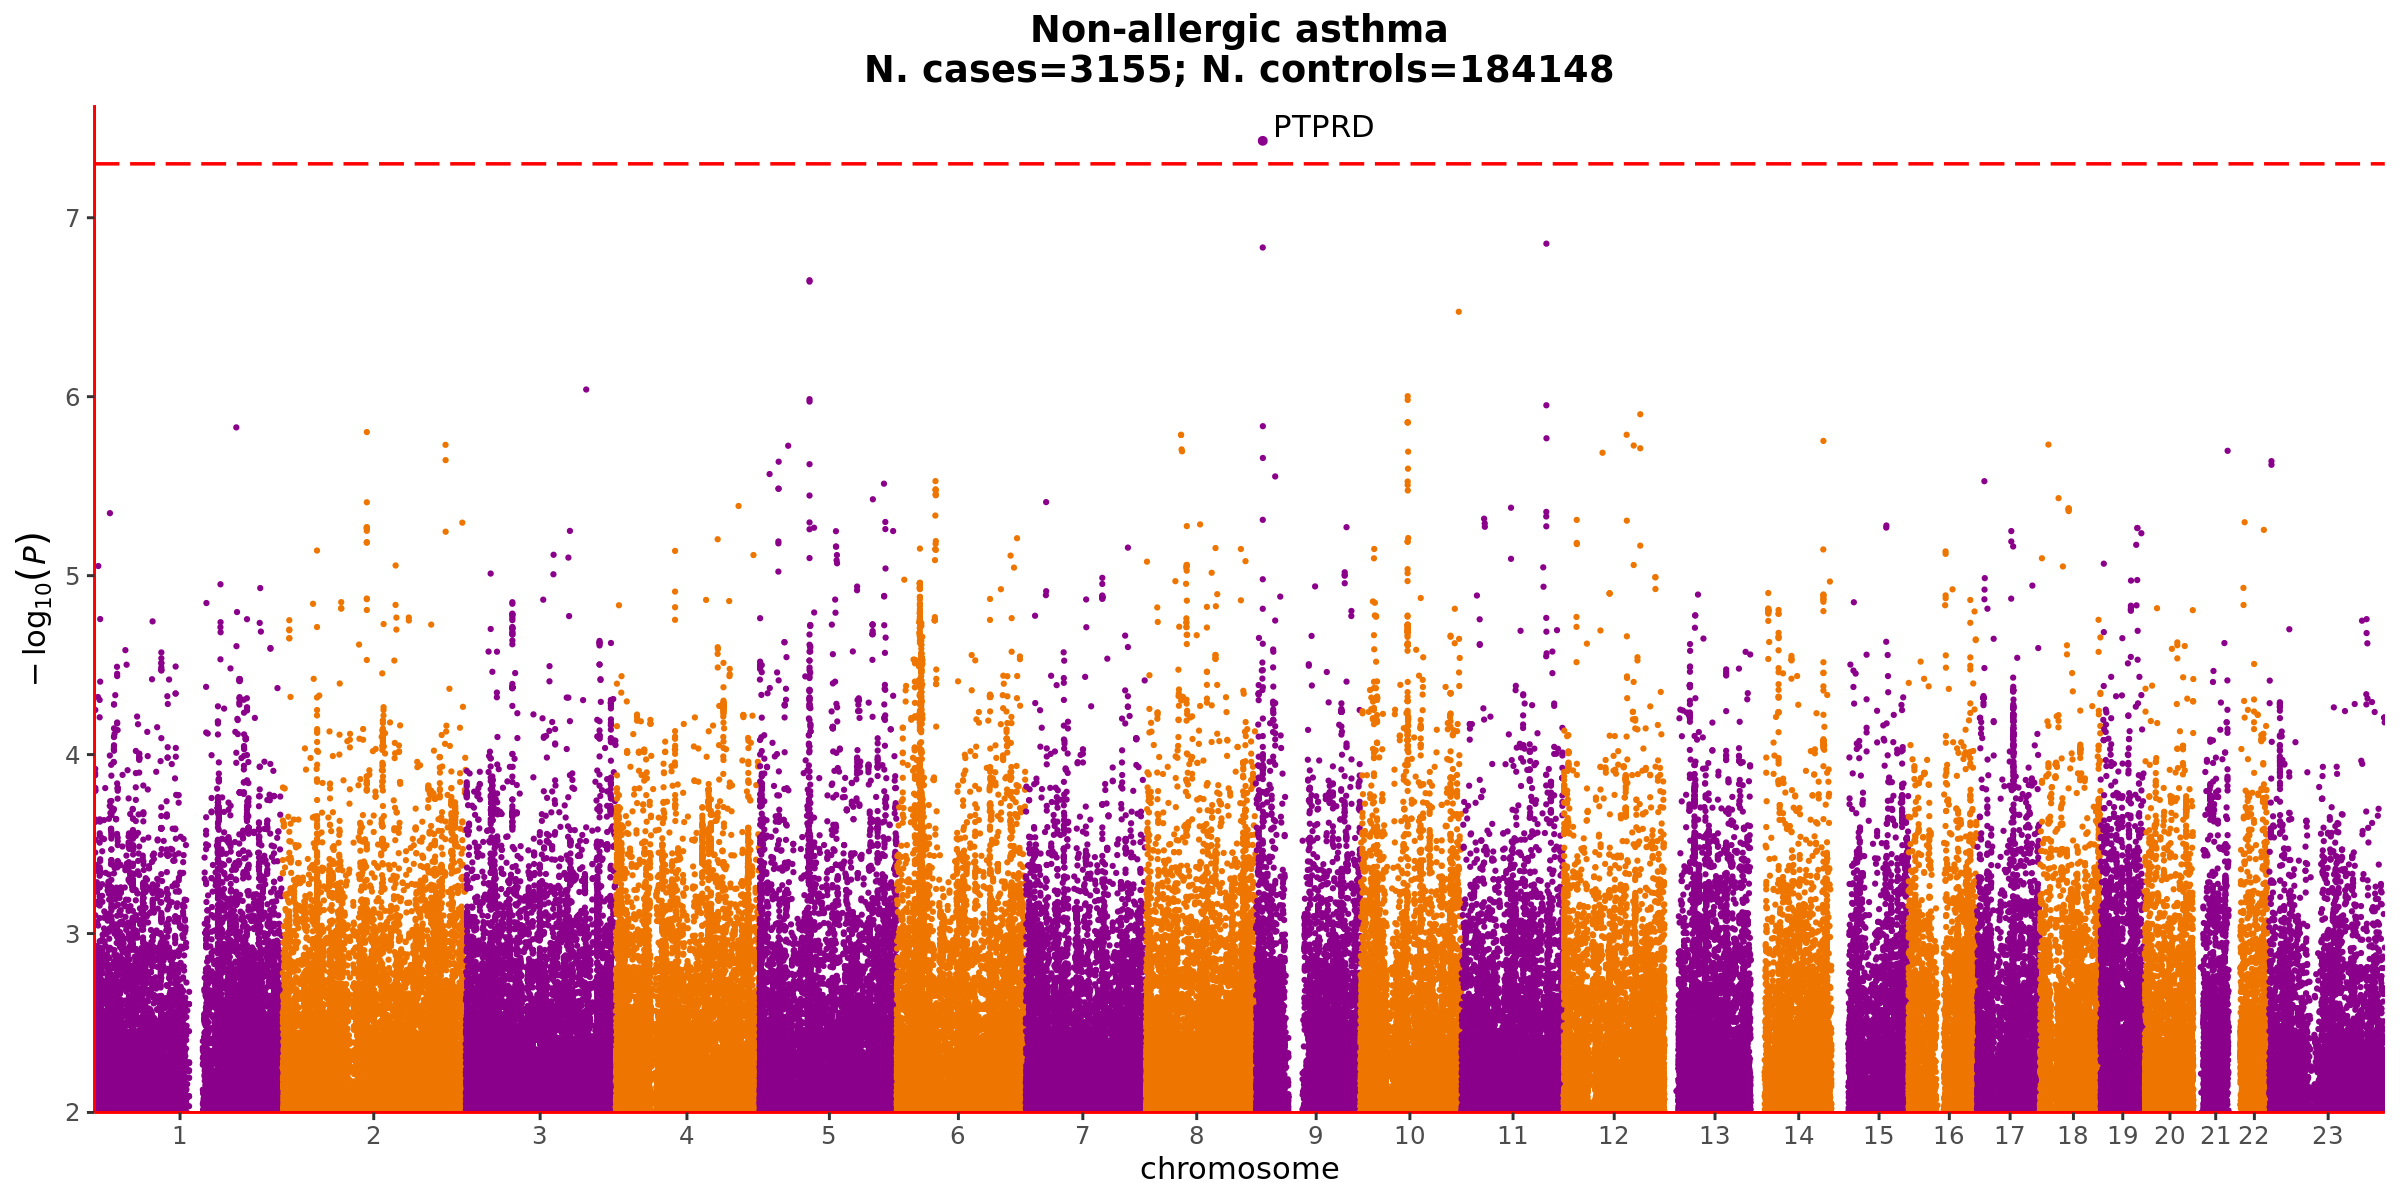 Non-allergic asthma
N. cases=3155; N. controls=184148
PTPRD
7
6
5
4
3
2
−log₁₀(P)
1 2 3 4 5 6 7 8 9 10 11 12 13 14 15 16 17 18 19 20 21 22 23
chromosome